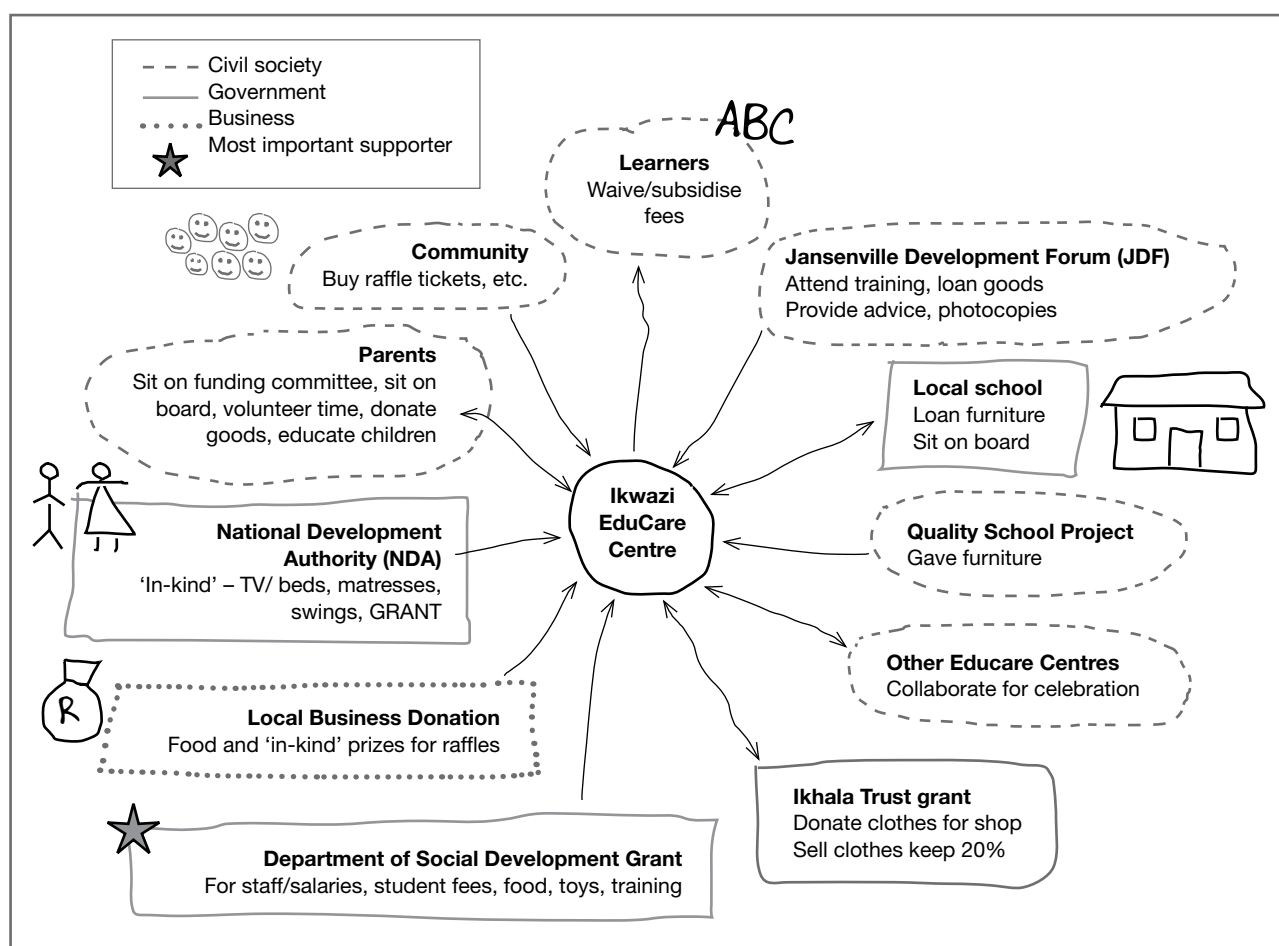 Civil society
Government
Business
Most important supporter
ABC
Learners
Waive/subsidise
fees
Community
Buy raffle tickets, etc.
Jansenville Development Forum (JDF)
Attend training, loan goods
Provide advice, photocopies
Parents
Sit on funding committee, sit on
board, volunteer time, donate
goods, educate children
Local school
Loan furniture
Sit on board
Ikwazi
EduCare
Centre
National Development
Authority (NDA)
‘In-kind’ – TV/ beds, matresses,
swings, GRANT
Quality School Project
Gave furniture
Other Educare Centres
Collaborate for celebration
R
Local Business Donation
Food and ‘in-kind’ prizes for raffles
Ikhala Trust grant
Donate clothes for shop
Sell clothes keep 20%
Department of Social Development Grant
For staff/salaries, student fees, food, toys, training